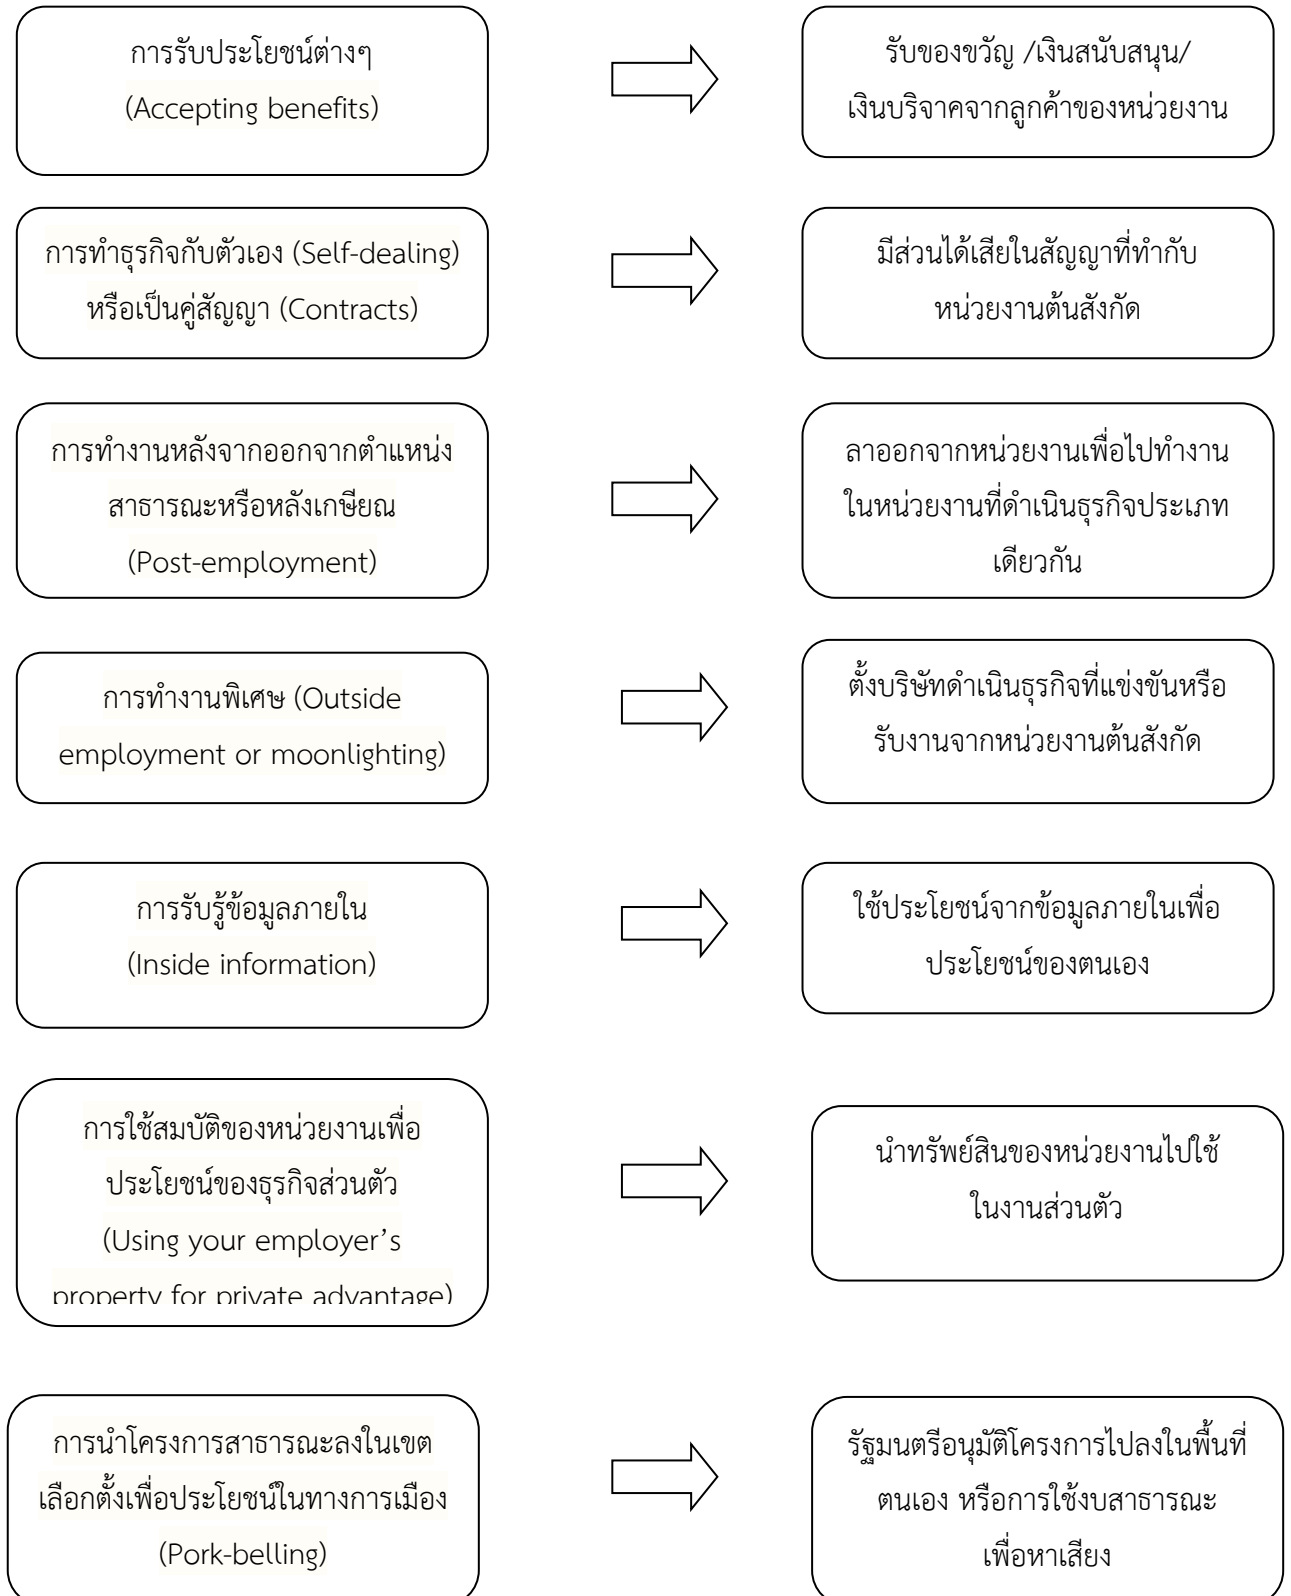 การรับประโยชน์ต่างๆ
(Accepting benefits)
รับของขวัญ /เงินสนับสนุน/
เงินบริจาคจากลูกค้าของหน่วยงาน
การทำธุรกิจกับตัวเอง (Self-dealing)
หรือเป็นคู่สัญญา (Contracts)
มีส่วนได้เสียในสัญญาที่ทำกับ
หน่วยงานต้นสังกัด
การทำงานหลังจากออกจากตำแหน่ง
สาธารณะหรือหลังเกษียณ
(Post-employment)
ลาออกจากหน่วยงานเพื่อไปทำงาน
ในหน่วยงานที่ดำเนินธุรกิจประเภท
เดียวกัน
การทำงานพิเศษ (Outside
employment or moonlighting)
ตั้งบริษัทดำเนินธุรกิจที่แข่งขันหรือ
รับงานจากหน่วยงานต้นสังกัด
การรับรู้ข้อมูลภายใน
(Inside information)
ใช้ประโยชน์จากข้อมูลภายในเพื่อ
ประโยชน์ของตนเอง
การใช้สมบัติของหน่วยงานเพื่อ
ประโยชน์ของธุรกิจส่วนตัว
(Using your employer’s
property for private advantage)
นำทรัพย์สินของหน่วยงานไปใช้
ในงานส่วนตัว
การนำโครงการสาธารณะลงในเขต
เลือกตั้งเพื่อประโยชน์ในทางการเมือง
(Pork-belling)
รัฐมนตรีอนุมัติโครงการไปลงในพื้นที่
ตนเอง หรือการใช้งบสาธารณะ
เพื่อหาเสียง